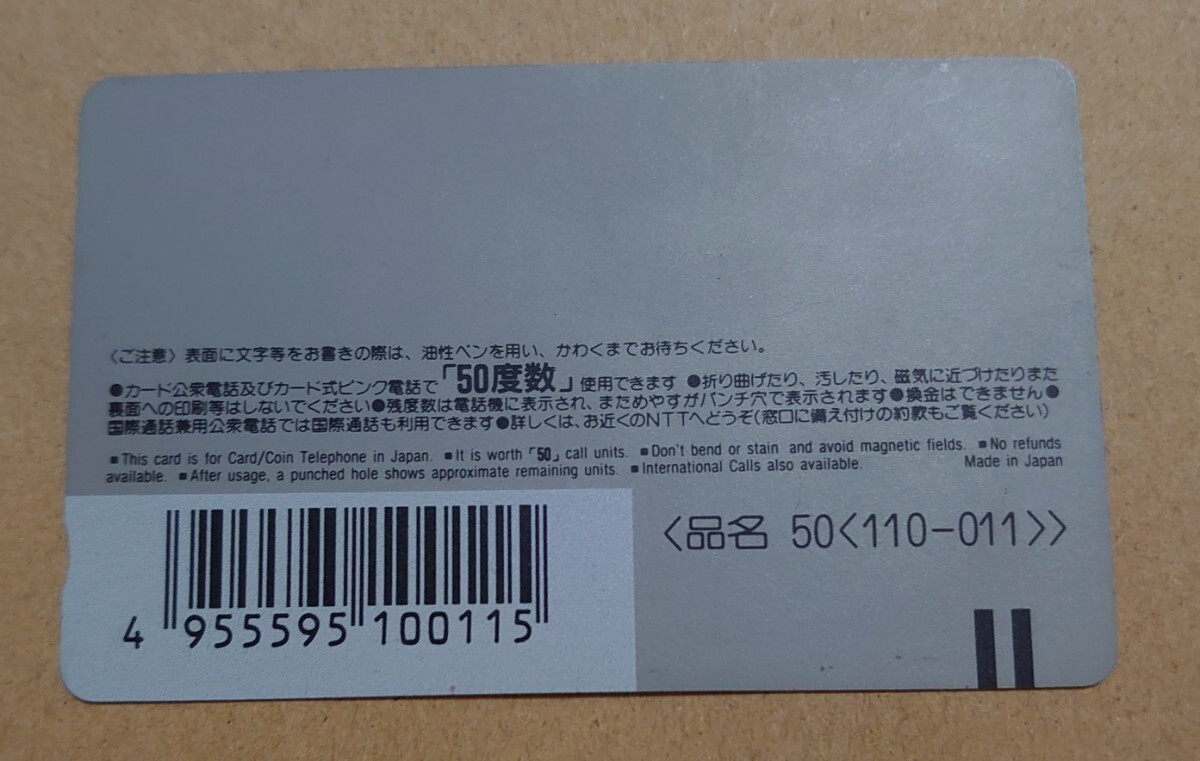 〈ご注意〉表面に文字等をお書きの際は、油性ペンを用い、かわくまでお待ちください。
●カード公衆電話及びカード式ピンク電話で「50度数」使用できます ●折り曲げたり、汚したり、磁気に近づけたりまた
裏面への印刷等はしないでください●残度数は電話機に表示され、まためやすがパンチ穴で表示されます●換金はできません●
国際通話兼用公衆電話では国際通話も利用できます●詳しくは、お近くのNTTへどうぞ(窓口に備え付けの約款もご覧ください)
■This card is for Card/Coin Telephone in Japan. ■It is worth「50」call units. ■Don't bend or stain and avoid magnetic fields. ■No refunds
available. ■After usage, a punched hole shows approximate remaining units. ■International Calls also available. Made in Japan
〈品名 50〈110-011〉〉
4 955595 100115